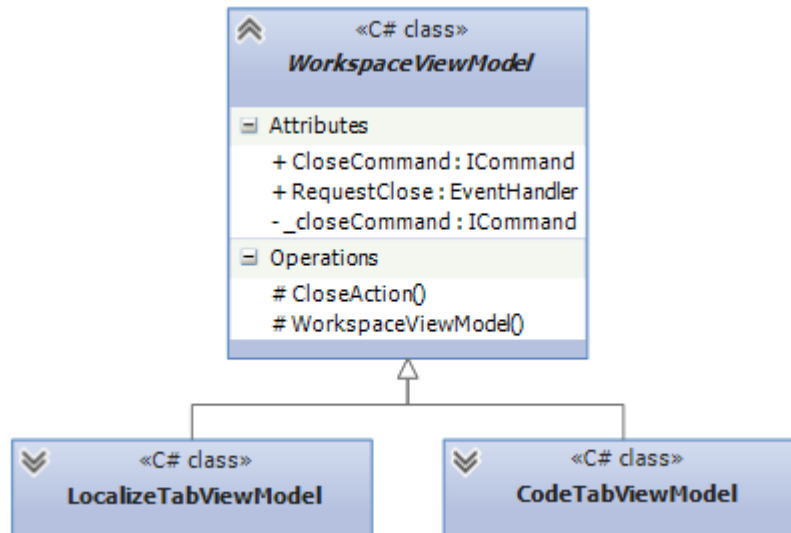 «C# class»
WorkspaceViewModel
Attributes
+ CloseCommand : ICommand
+ RequestClose : EventHandler
- _closeCommand : ICommand
Operations
# CloseAction()
# WorkspaceViewModel()
«C# class»
LocalizeTabViewModel
«C# class»
CodeTabViewModel